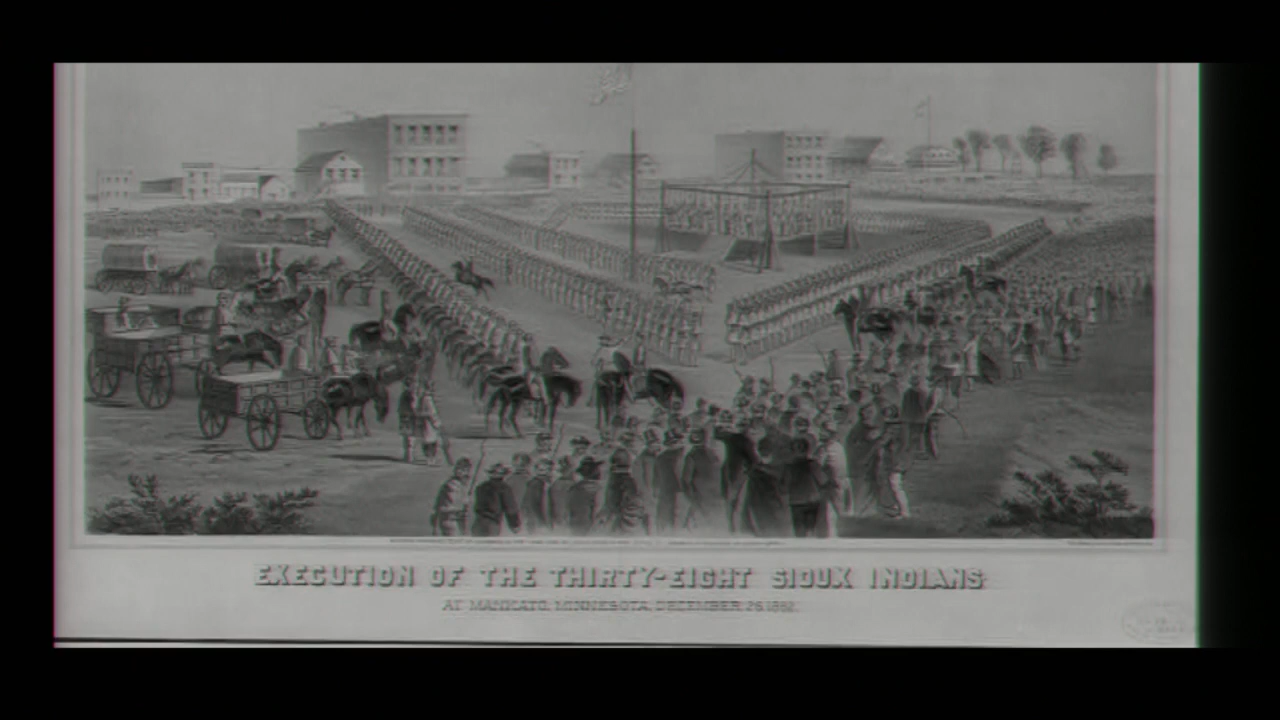 EXECUTION OF THE THIRTY-EIGHT SIOUX INDIANS
AT MANKATO, MINNESOTA, DECEMBER 26, 1862.